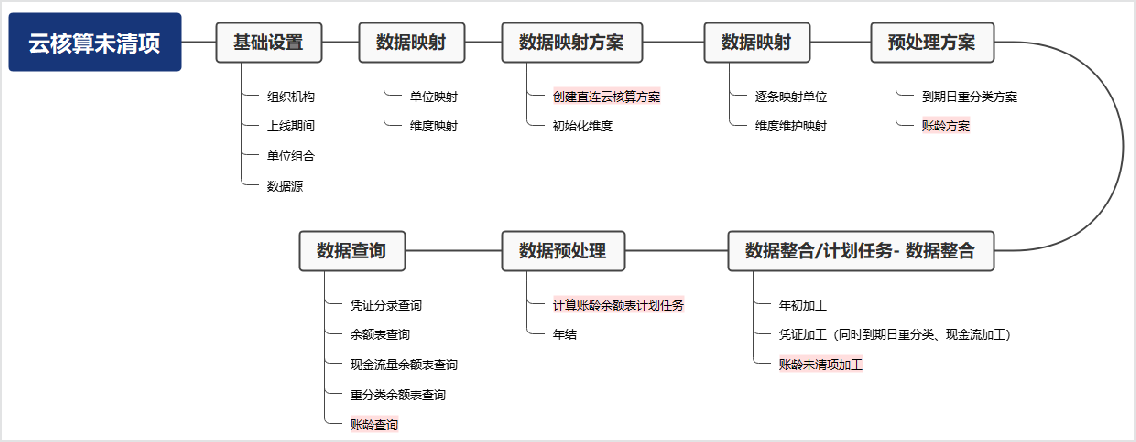 云核算未清项
基础设置
组织机构
上线期间
单位组合
数据源
数据映射
单位映射
维度映射
数据映射方案
创建直连云核算方案
初始化维度
数据映射
逐条映射单位
维度维护映射
预处理方案
到期日重分类方案
账龄方案
数据整合/计划任务- 数据整合
年初加工
凭证加工（同时到期日重分类、现金流加工）
账龄未清项加工
数据预处理
计算账龄余额表计划任务
年结
数据查询
凭证分录查询
余额表查询
现金流量余额表查询
重分类余额表查询
账龄查询